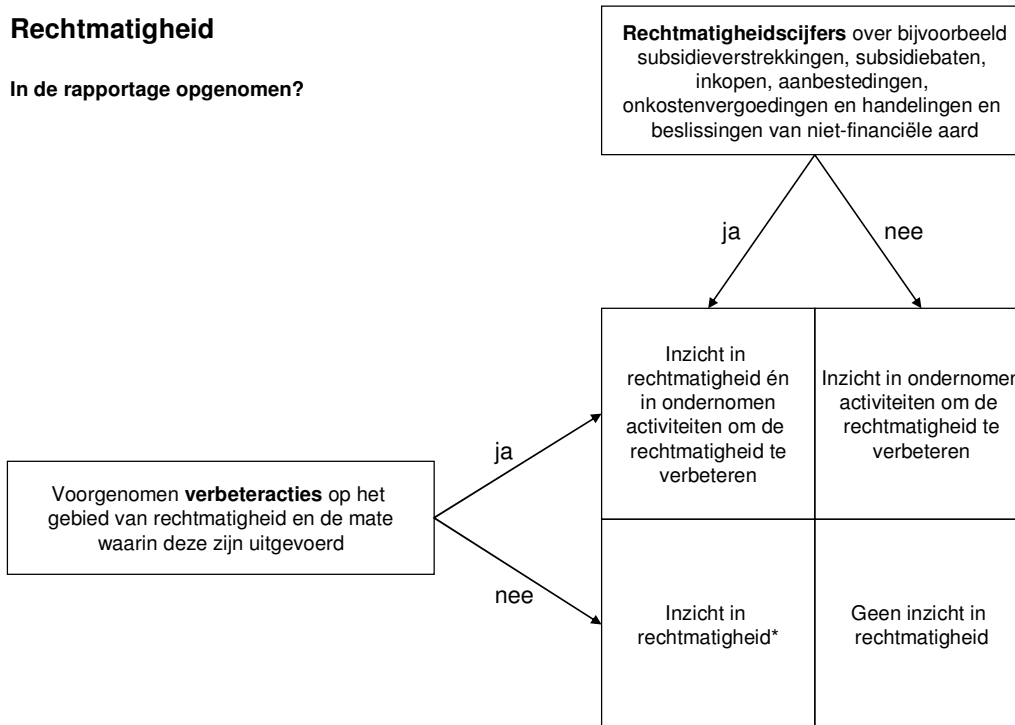 Rechtmatigheid
In de rapportage opgenomen?
Rechtmatigheidscijfers over bijvoorbeeld
subsidieverstrekkingen, subsidiebaten,
inkopen, aanbestedingen,
onkostenvergoedingen en handelingen en
beslissingen van niet-financiële aard
ja
nee
Inzicht in
rechtmatigheid én
in ondernomen
activiteiten om de
rechtmatigheid te
verbeteren
Inzicht in ondernomen
activiteiten om de
rechtmatigheid te
verbeteren
ja
Voorgenomen verbeteracties op het
gebied van rechtmatigheid en de mate
waarin deze zijn uitgevoerd
nee
Inzicht in
rechtmatigheid*
Geen inzicht in
rechtmatigheid